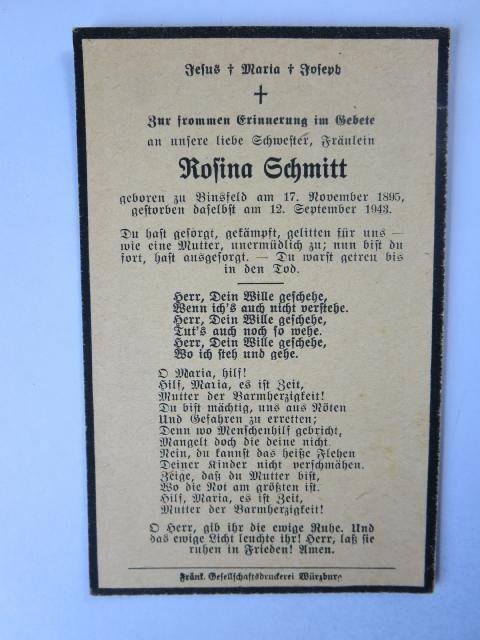 Jesus † Maria † Joseph
†
Zur frommen Erinnerung im Gebete
an unsere liebe Schwester, Fräulein
Rosina Schmitt
geboren zu Binsfeld am 17. November 1895,
gestorben daselbst am 12. September 1943.
Du hast gesorgt, gekämpft, gelitten für uns —
wie eine Mutter, unermüdlich zu; nun bist du
fort, hast ausgesorgt. — Du warst getreu bis
in den Tod.
Herr, Dein Wille geschehe,
Wenn ich's auch nicht verstehe.
Herr, Dein Wille geschehe,
Tut's auch noch so wehe.
Herr, Dein Wille geschehe,
Wo ich steh und gehe.
O Maria, hilf!
Hilf, Maria, es ist Zeit,
Mutter der Barmherzigkeit!
Du bist mächtig, uns aus Nöten
Und Gefahren zu erretten;
Denn wo Menschenhilf gebricht,
Mangelt doch die deine nicht.
Nein, du kannst das heiße Flehen
Deiner Kinder nicht verschmähen.
Zeige, daß du Mutter bist,
Wo die Not am größten ist.
Hilf, Maria, es ist Zeit,
Mutter der Barmherzigkeit!
O Herr, gib ihr die ewige Ruhe. Und
das ewige Licht leuchte ihr! Herr, laß sie
ruhen in Frieden! Amen.
Fränk. Gesellschaftsdruckerei Würzburg